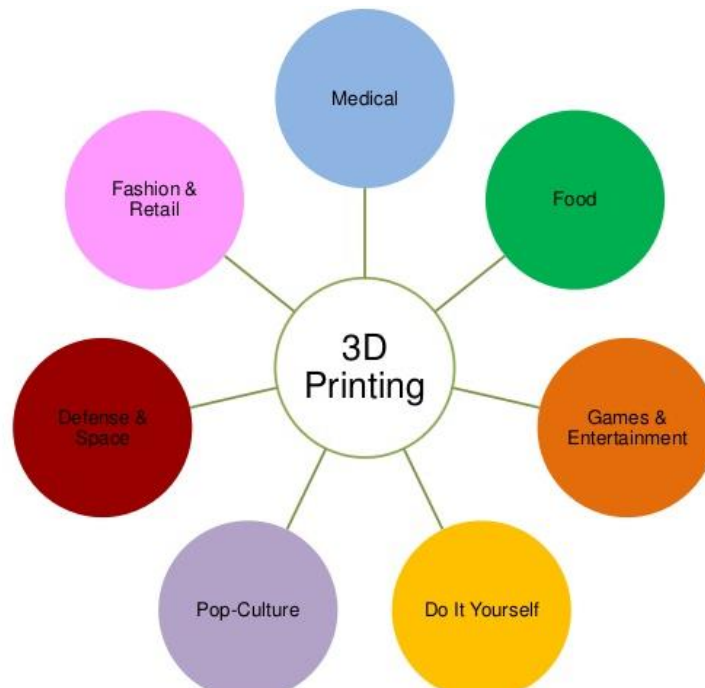 Medical
Food
Games &
Entertainment
Do It Yourself
Pop-Culture
Defense &
Space
Fashion &
Retail
3D
Printing